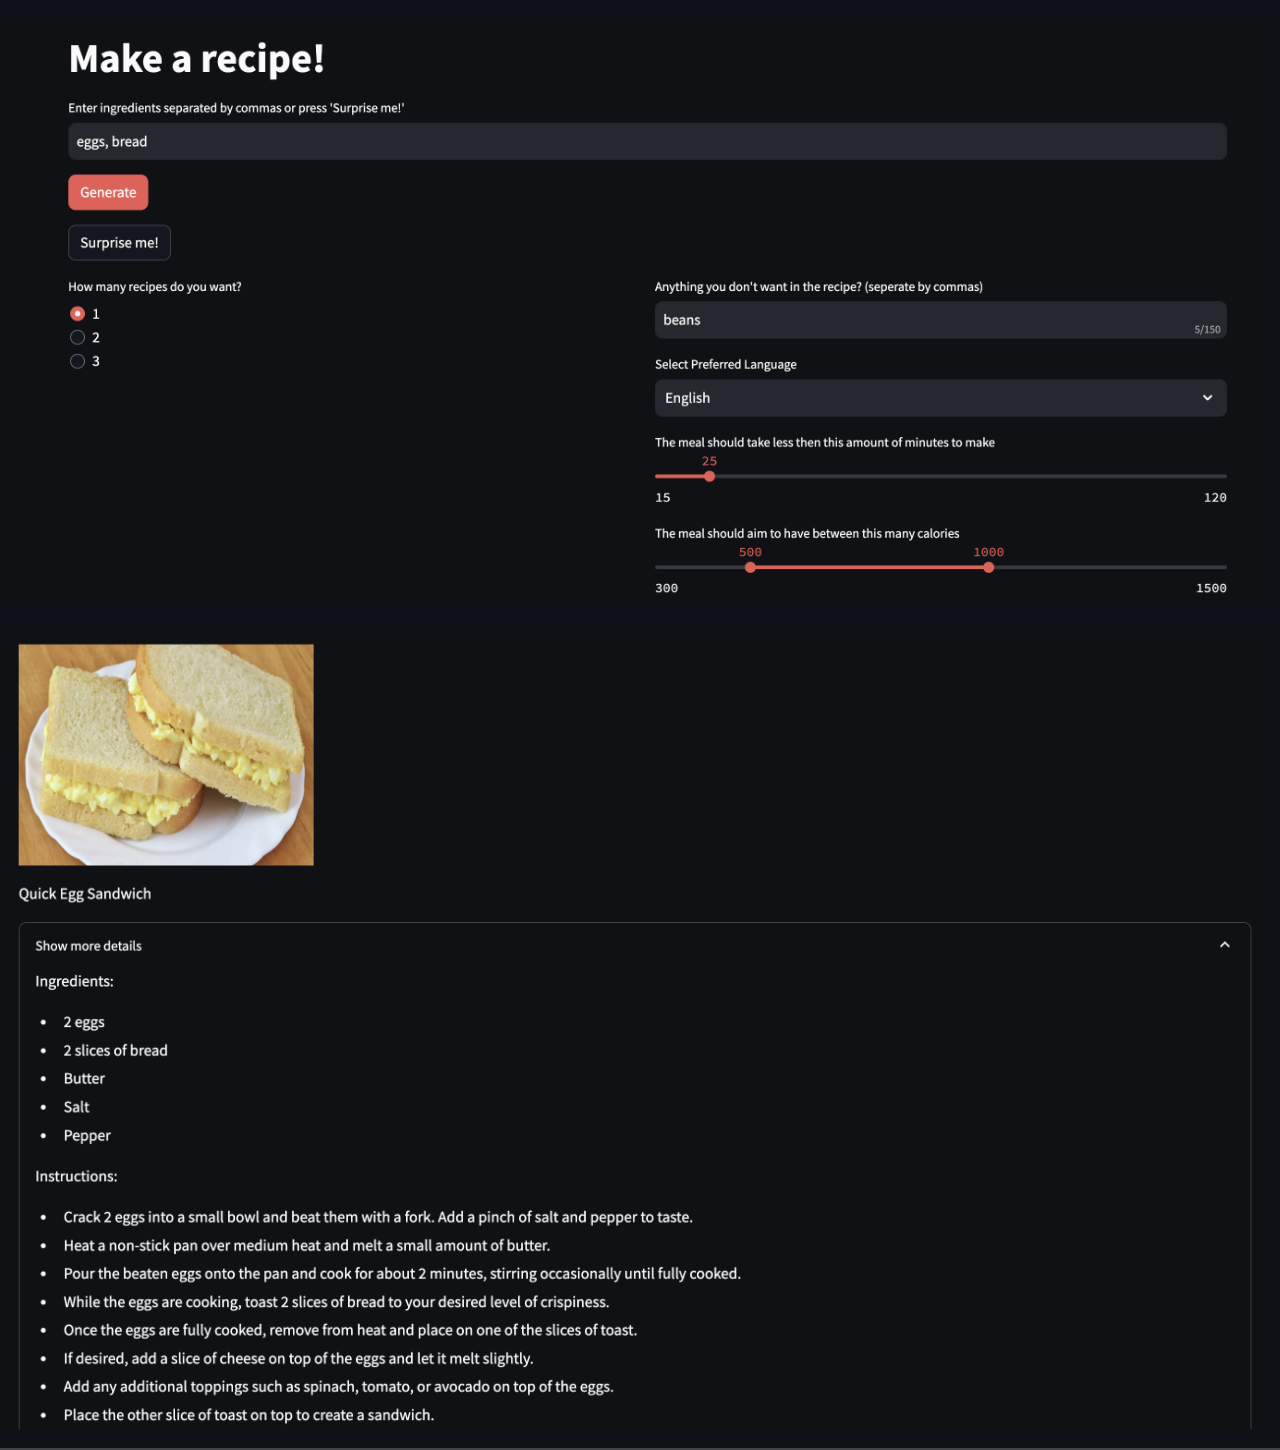 Make a recipe!
Enter ingredients separated by commas or press 'Surprise me!'
eggs, bread
Generate
Surprise me!
How many recipes do you want?
1
2
3
Anything you don't want in the recipe? (seperate by commas)
beans
5/150
Select Preferred Language
English
The meal should take less then this amount of minutes to make
25
15 120
The meal should aim to have between this many calories
500 1000
300 1500
Quick Egg Sandwich
Show more details
Ingredients:
• 2 eggs
• 2 slices of bread
• Butter
• Salt
• Pepper
Instructions:
• Crack 2 eggs into a small bowl and beat them with a fork. Add a pinch of salt and pepper to taste.
• Heat a non-stick pan over medium heat and melt a small amount of butter.
• Pour the beaten eggs onto the pan and cook for about 2 minutes, stirring occasionally until fully cooked.
• While the eggs are cooking, toast 2 slices of bread to your desired level of crispiness.
• Once the eggs are fully cooked, remove from heat and place on one of the slices of toast.
• If desired, add a slice of cheese on top of the eggs and let it melt slightly.
• Add any additional toppings such as spinach, tomato, or avocado on top of the eggs.
• Place the other slice of toast on top to create a sandwich.